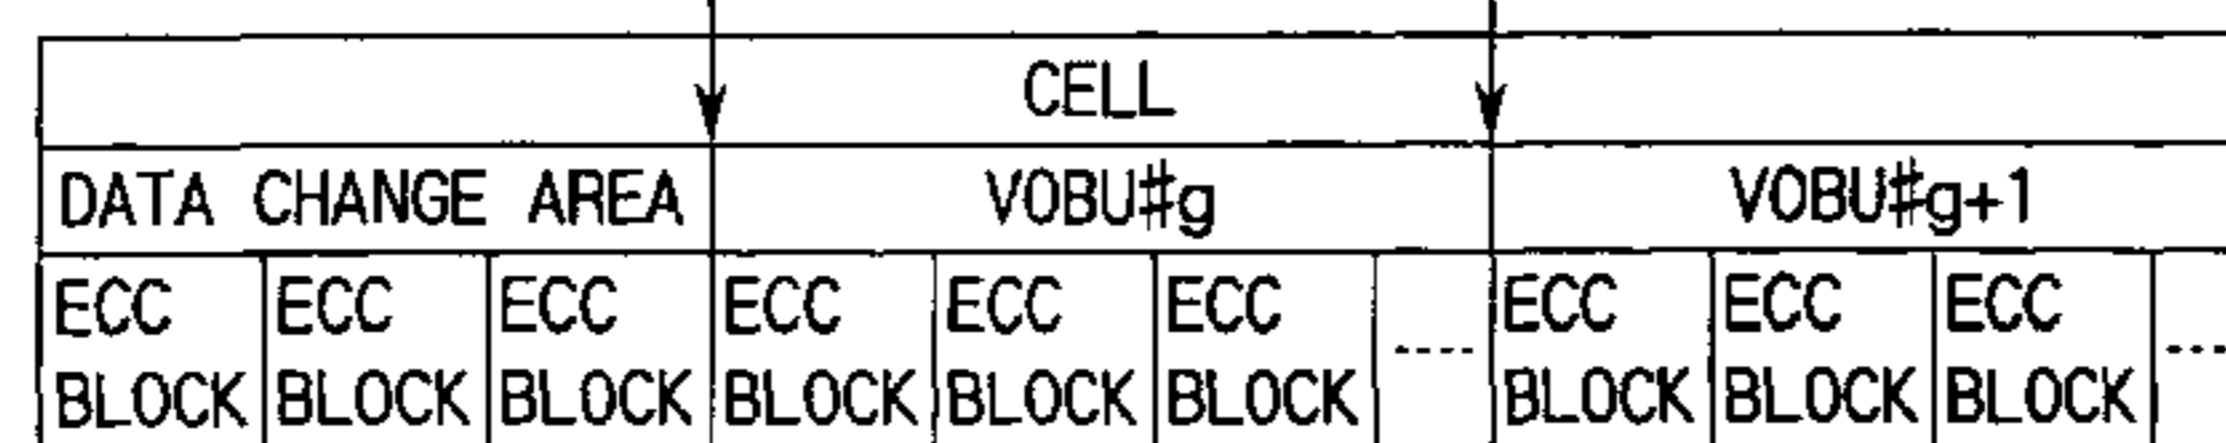 CELL
DATA CHANGE AREA VOBU#g VOBU#g+1
ECC ECC ECC ECC ECC ECC ECC ECC ECC
BLOCK BLOCK BLOCK BLOCK BLOCK BLOCK ---- BLOCK BLOCK BLOCK ---